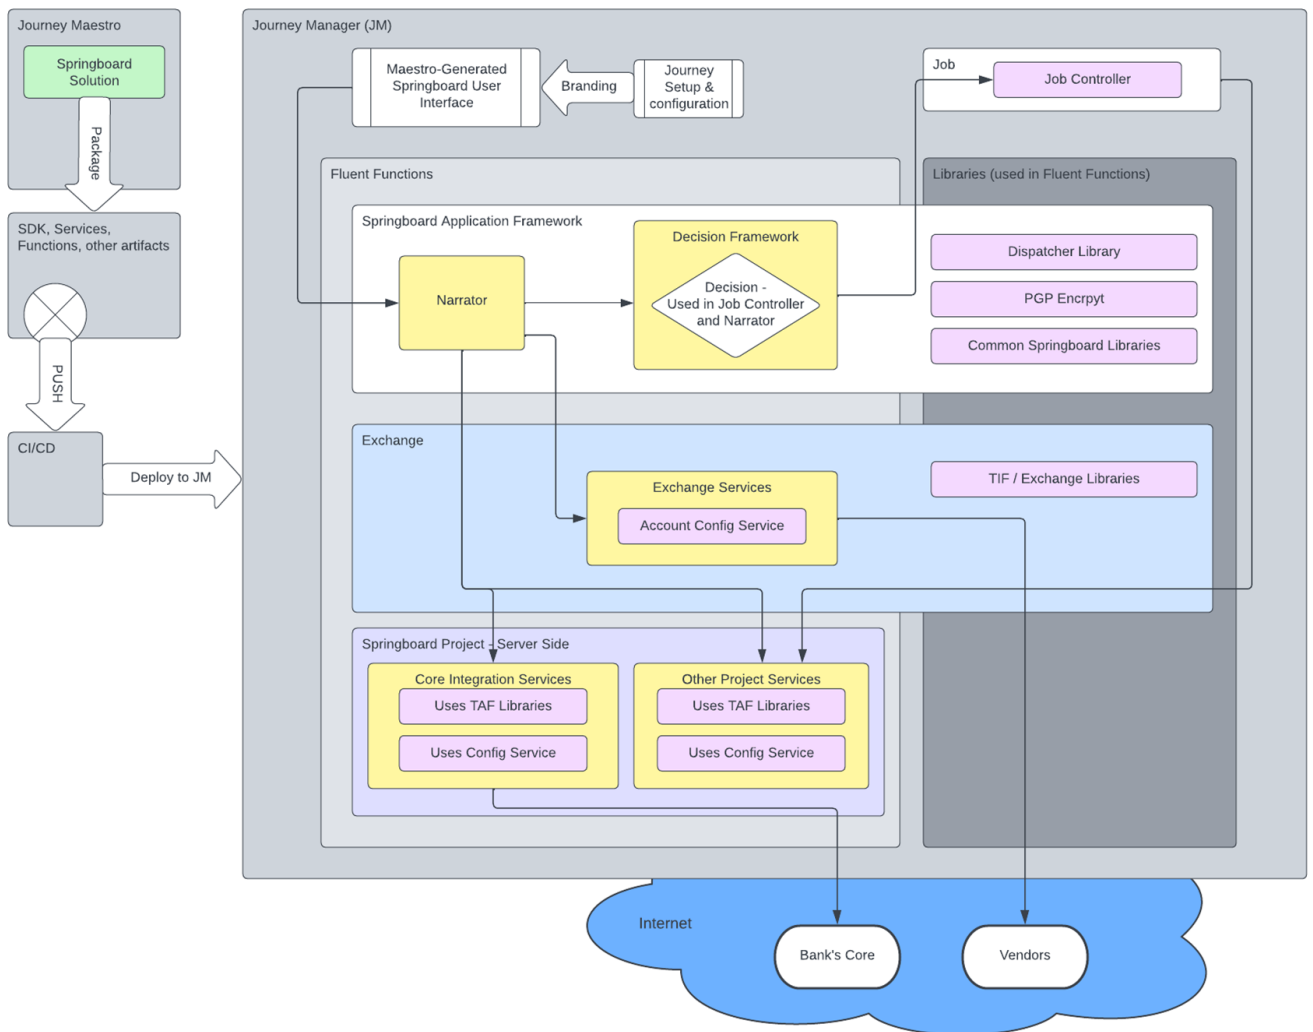 Journey Maestro
Springboard
Solution
Package
SDK, Services,
Functions, other artifacts
PUSH
CI/CD
Deploy to JM
Journey Manager (JM)
Maestro-Generated
Springboard User
Interface
Branding
Journey
Setup &
configuration
Job
Job Controller
Fluent Functions
Libraries (used in Fluent Functions)
Springboard Application Framework
Narrator
Decision Framework
Decision -
Used in Job Controller
and Narrator
Dispatcher Library
PGP Encrpyt
Common Springboard Libraries
Exchange
Exchange Services
Account Config Service
TIF / Exchange Libraries
Springboard Project - Server Side
Core Integration Services
Uses TAF Libraries
Uses Config Service
Other Project Services
Uses TAF Libraries
Uses Config Service
Internet
Bank's Core
Vendors